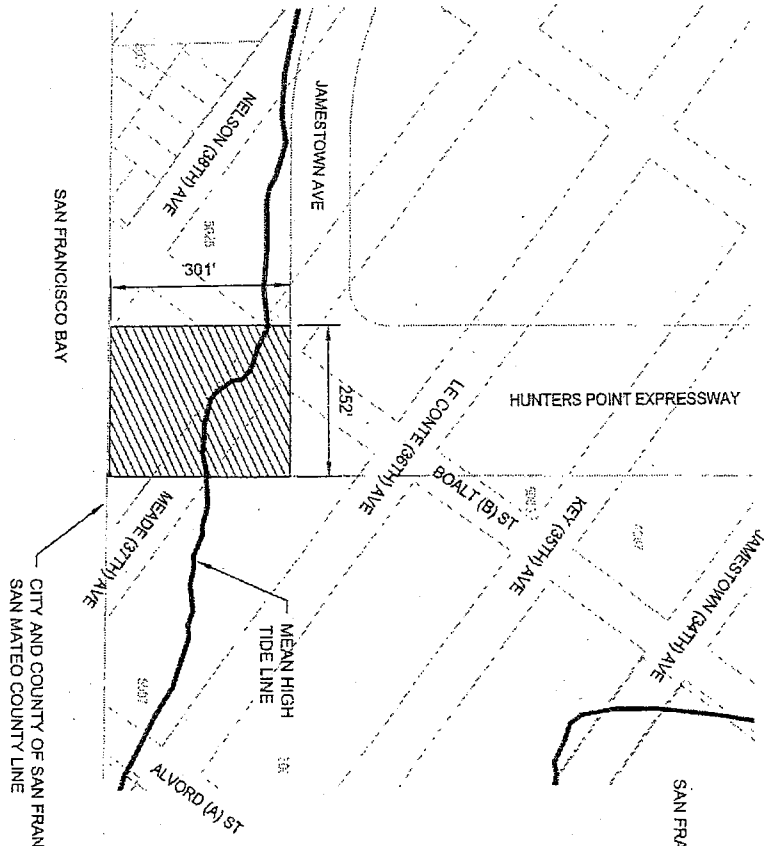 JAMESTOWN AVE
NELSON (38TH) AVE
SAN FRANCISCO BAY
301'
252'
HUNTERS POINT EXPRESSWAY
LE CONTE (36TH) AVE
BOALT (B) ST
KEY (35TH) AVE
JAMESTOWN (34TH) AVE
MEADE (37TH) AVE
MEAN HIGH
TIDE LINE
ALVORD (A) ST
CITY AND COUNTY OF SAN FRAN
SAN MATEO COUNTY LINE
SAN FRA